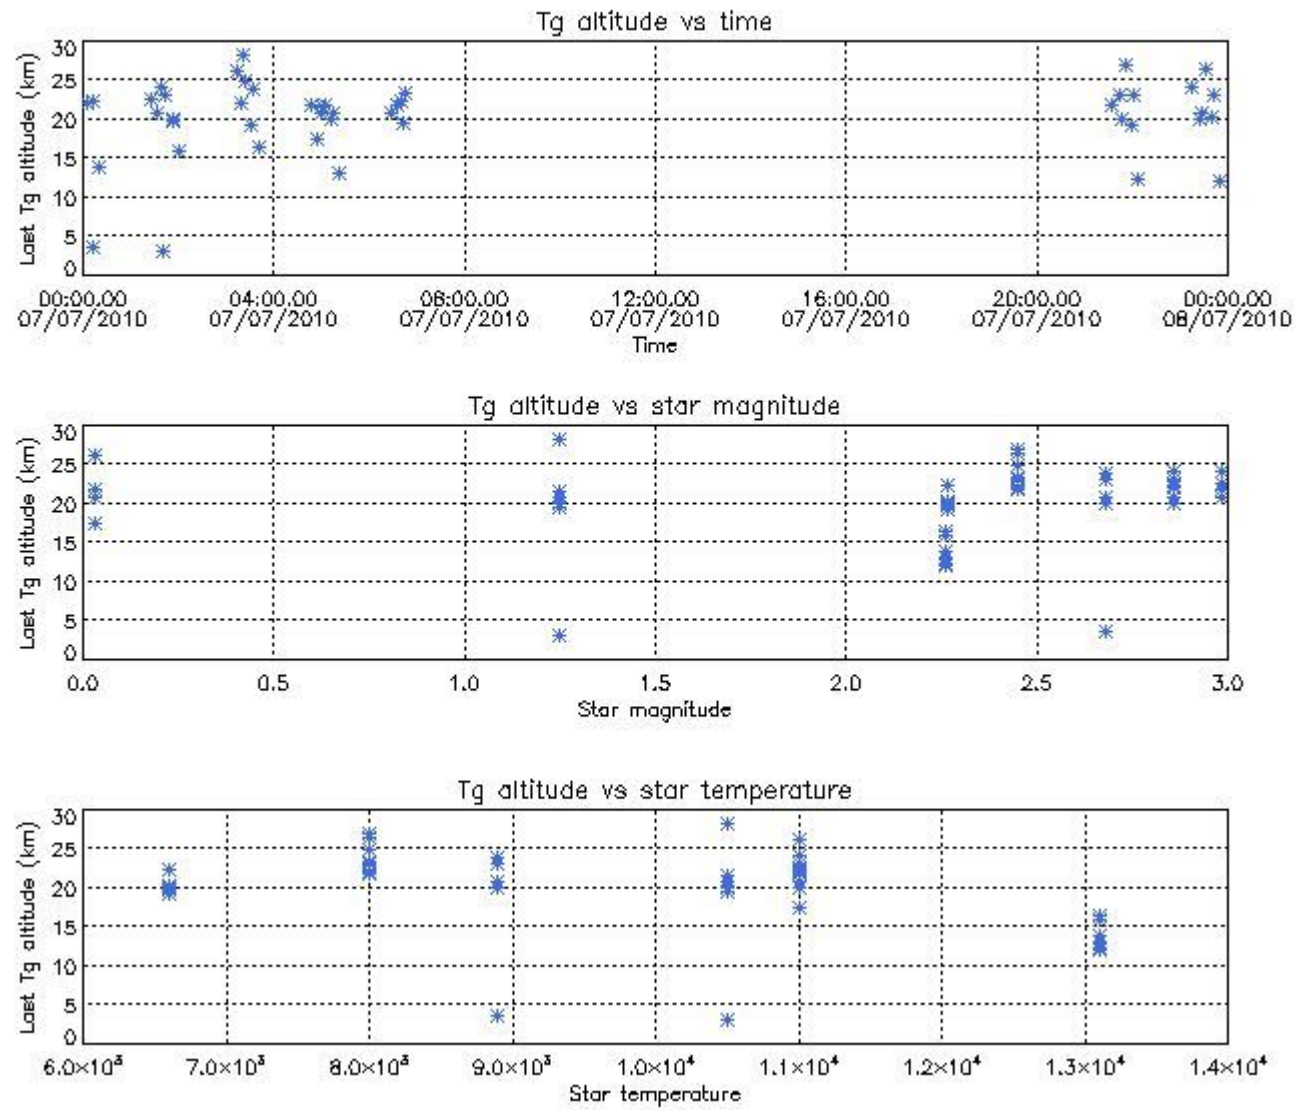 Tg altitude vs time
Last Tg altitude (km)
30
25
20
15
10
5
0
00:00.00 04:00.00 08:00.00 12:00.00 16:00.00 20:00.00 00:00.00
07/07/2010 07/07/2010 07/07/2010 07/07/2010 07/07/2010 07/07/2010 08/07/2010
Time
Tg altitude vs star magnitude
Last Tg altitude (km)
30
25
20
15
10
5
0
0.0 0.5 1.0 1.5 2.0 2.5 3.0
Star magnitude
Tg altitude vs star temperature
Last Tg altitude (km)
30
25
20
15
10
5
0
6.0×10³ 7.0×10³ 8.0×10³ 9.0×10³ 1.0×10⁴ 1.1×10⁴ 1.2×10⁴ 1.3×10⁴ 1.4×10⁴
Star temperature